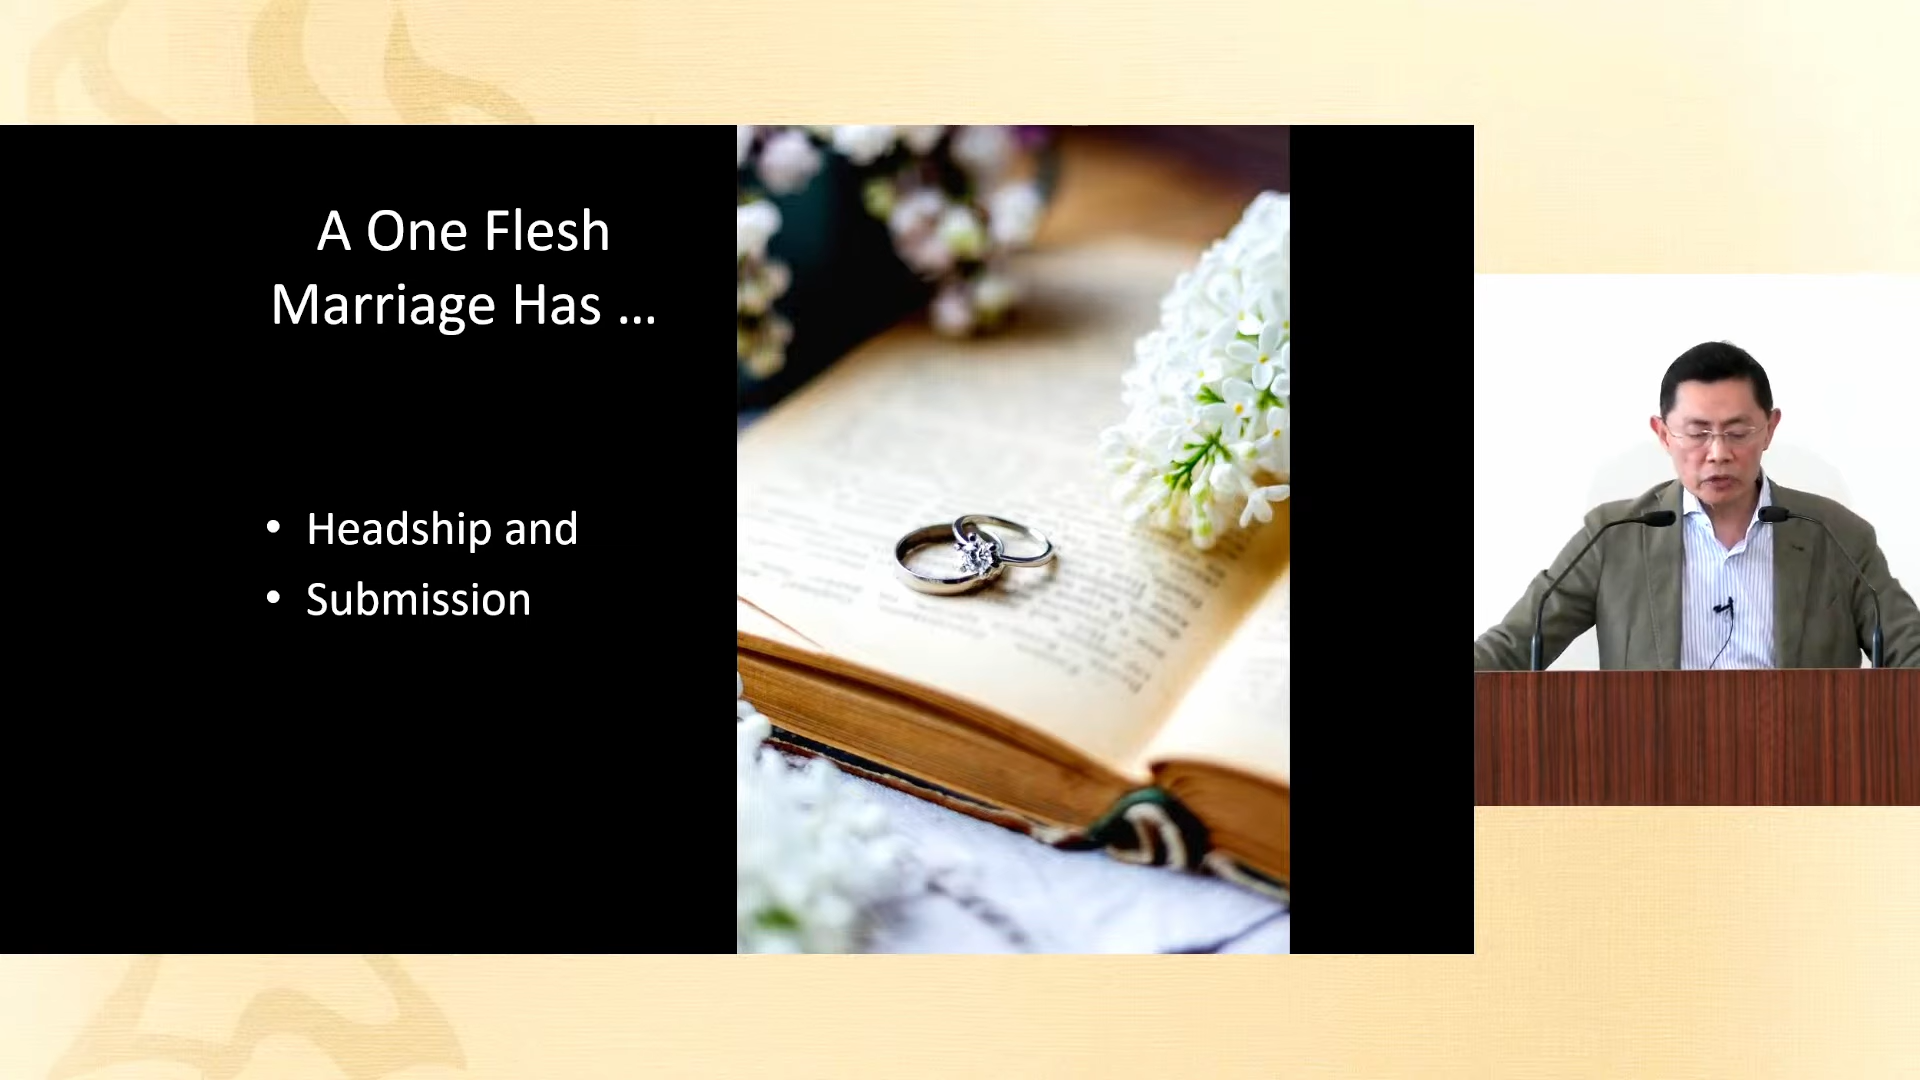 A One Flesh
Marriage Has ...
• Headship and
• Submission